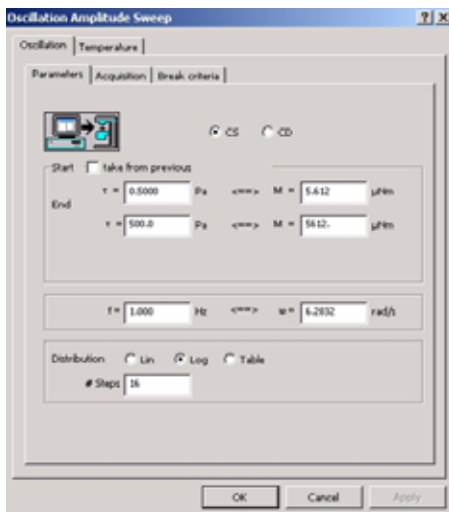 Oscillation Amplitude Sweep
Oscillation Temperature
Parameters Acquisition Break criteria
CS CD
Start take from previous
τ = 0.5000 Pa <==> M = 5.612 µNm
End
τ = 500.0 Pa <==> M = 5612. µNm
f = 1.000 Hz <==> ω = 6.2832 rad/s
Distribution Lin Log Table
# Steps 16
OK Cancel Apply